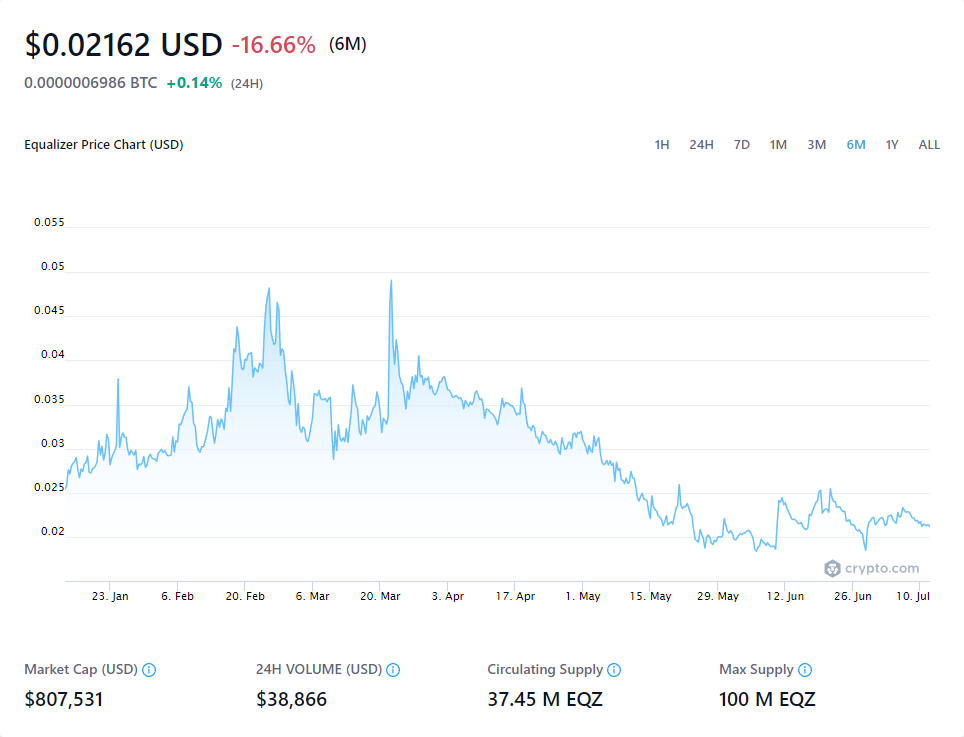 $0.02162 USD -16.66% (6M)
0.0000006986 BTC +0.14% (24H)
Equalizer Price Chart (USD) 1H 24H 7D 1M 3M 6M 1Y ALL
0.055
0.05
0.045
0.04
0.035
0.03
0.025
0.02
crypto.com
23. Jan 6. Feb 20. Feb 6. Mar 20. Mar 3. Apr 17. Apr 1. May 15. May 29. May 12. Jun 26. Jun 10. Jul
Market Cap (USD) 24H VOLUME (USD) Circulating Supply Max Supply
$807,531 $38,866 37.45 M EQZ 100 M EQZ